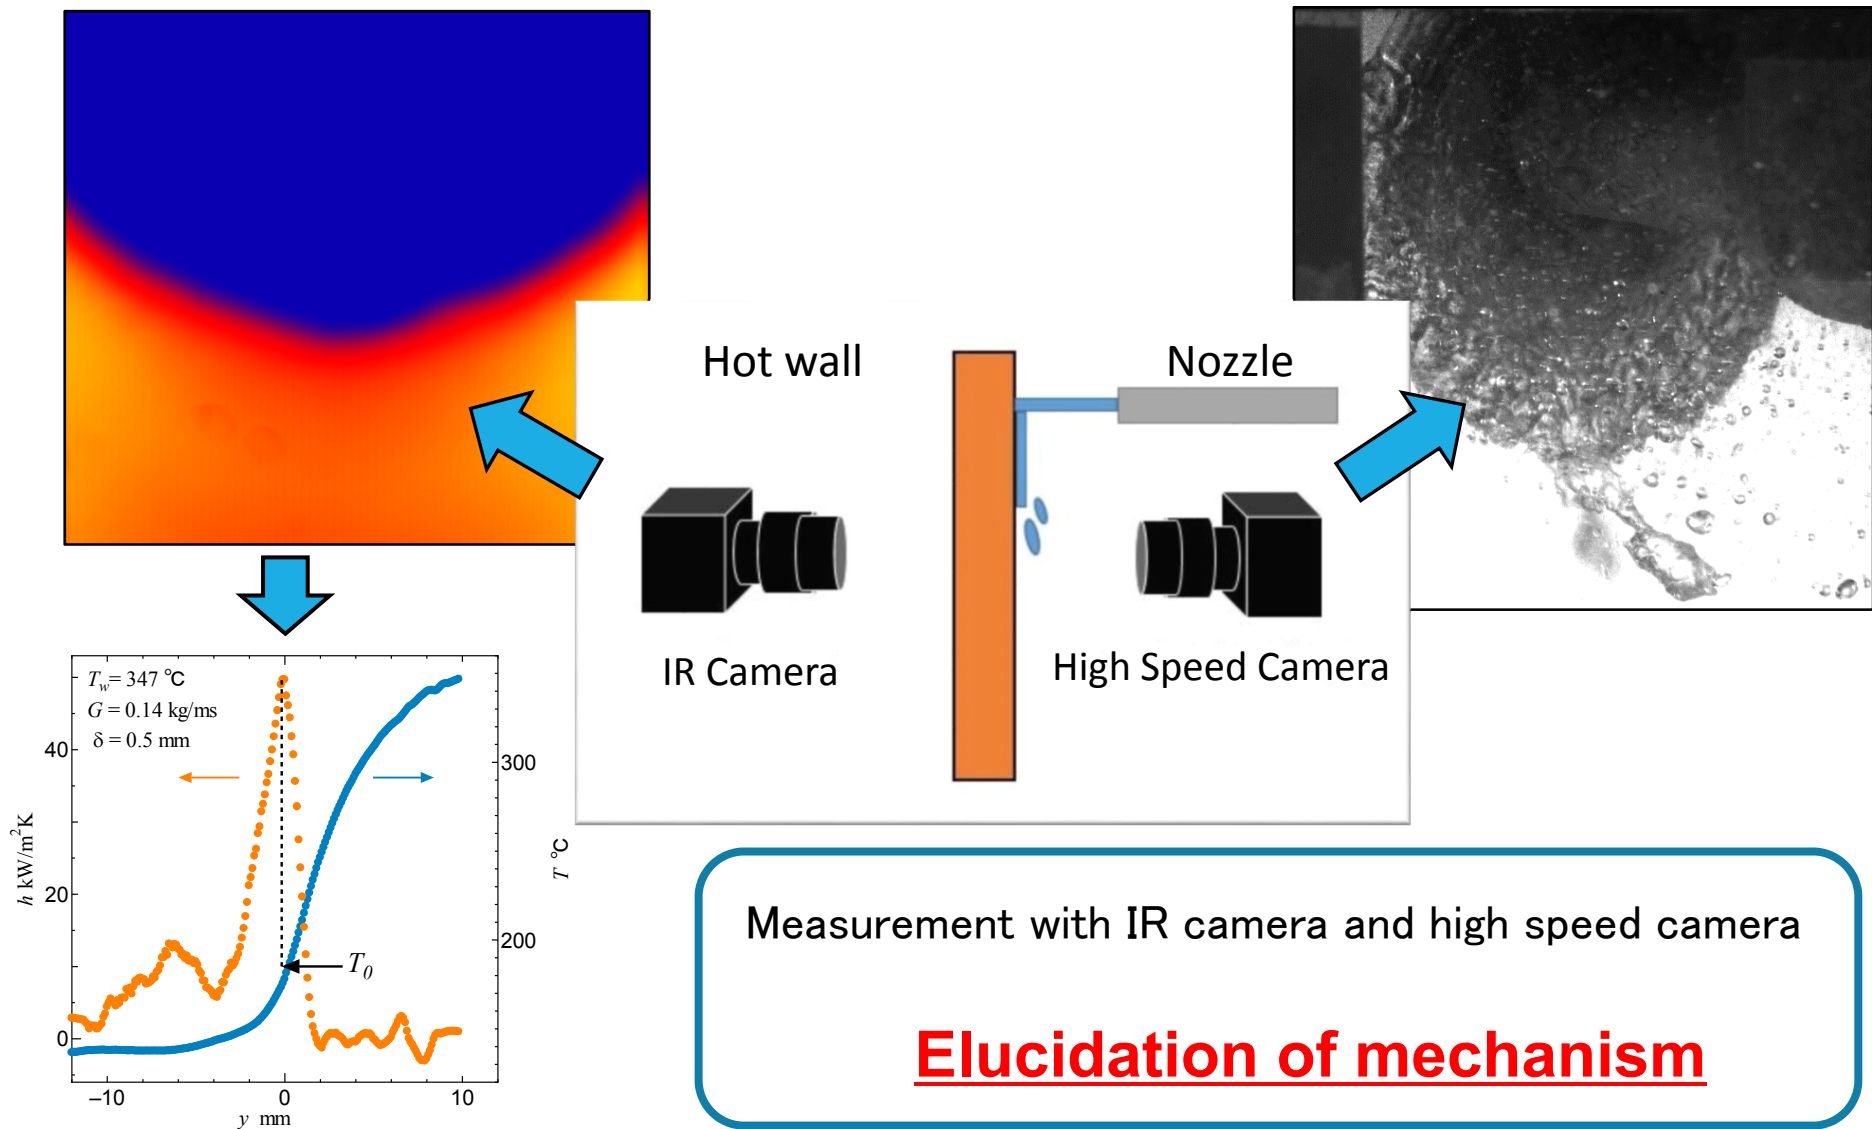 Hot wall
Nozzle
IR Camera
High Speed Camera
T_w= 347 ℃
G = 0.14 kg/ms
δ = 0.5 mm
40
20
0
h kW/m²K
300
200
T ℃
T_0
−10
0
10
y mm
Measurement with IR camera and high speed camera
Elucidation of mechanism